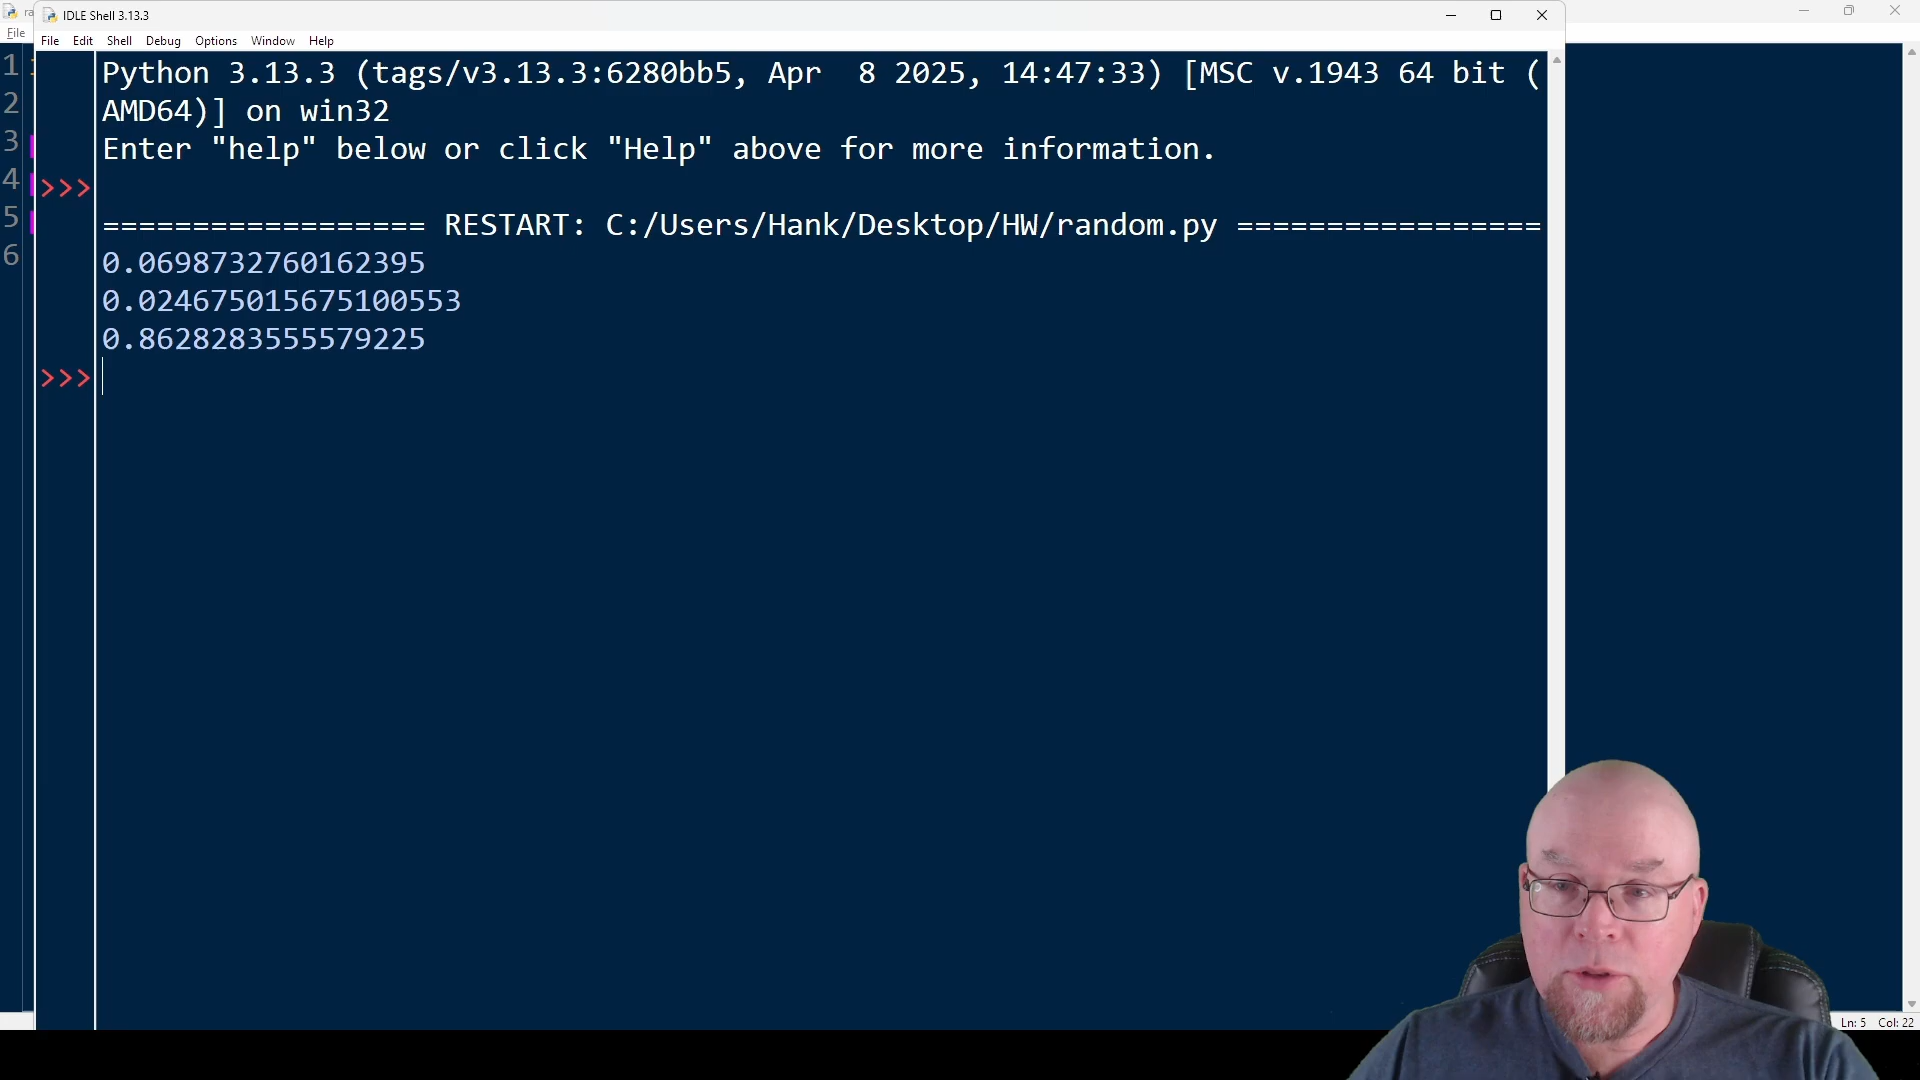 ra
IDLE Shell 3.13.3
File
File Edit Shell Debug Options Window Help
1
2
3
4
5
6
Python 3.13.3 (tags/v3.13.3:6280bb5, Apr  8 2025, 14:47:33) [MSC v.1943 64 bit (
AMD64)] on win32
Enter "help" below or click "Help" above for more information.
>>>
================== RESTART: C:/Users/Hank/Desktop/HW/random.py =================
0.0698732760162395
0.024675015675100553
0.8628283555579225
>>>
Ln: 5 Col: 22